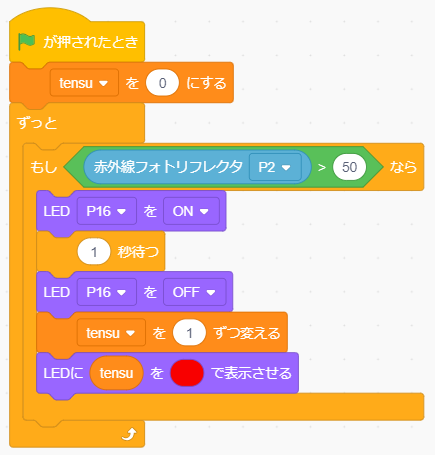 が押されたとき
tensu を 0 にする
ずっと
もし 赤外線フォトリフレクタ P2 > 50 なら
LED P16 を ON
1 秒待つ
LED P16 を OFF
tensu を 1 ずつ変える
LEDに tensu を で表示させる